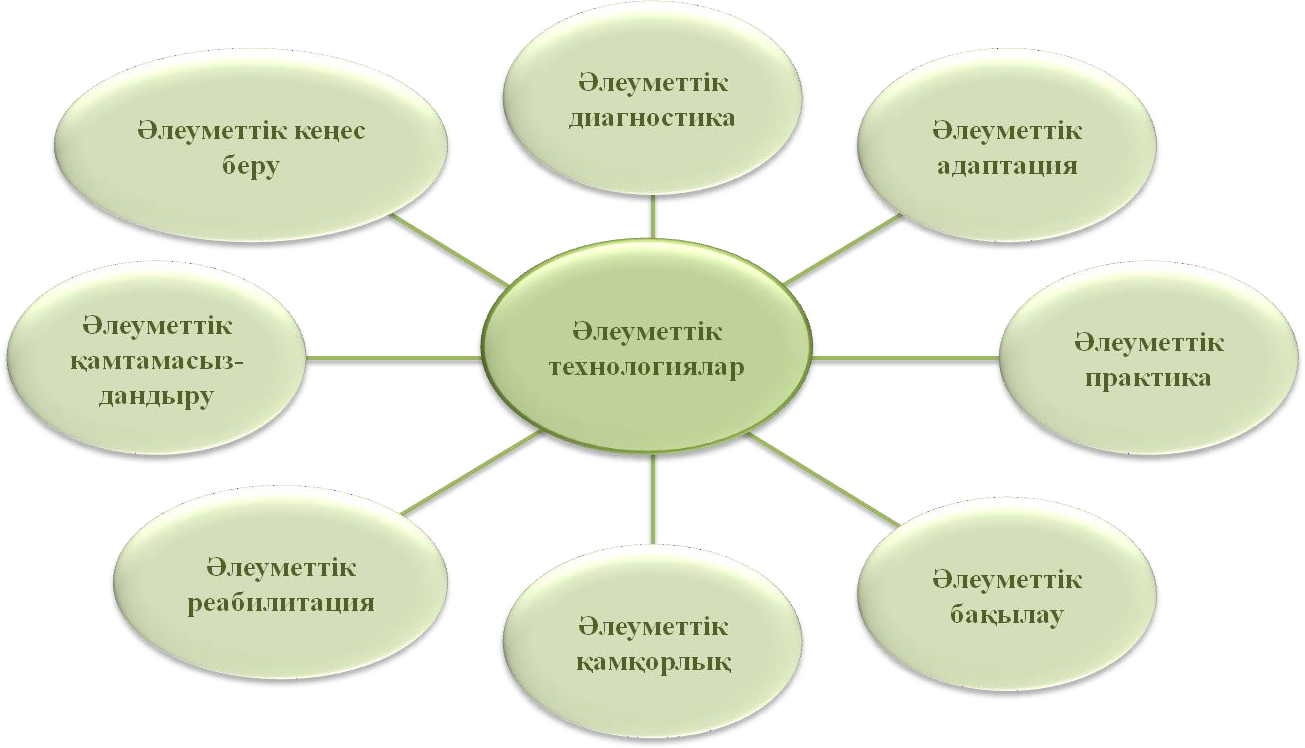 Әлеуметтік
диагностика
Әлеуметтік кеңес
беру
Әлеуметтік
адаптация
Әлеуметтік
қамтамасыз-
дандыру
Әлеуметтік
технологиялар
Әлеуметтік
практика
Әлеуметтік
реабилитация
Әлеуметтік
қамқорлық
Әлеуметтік
бақылау